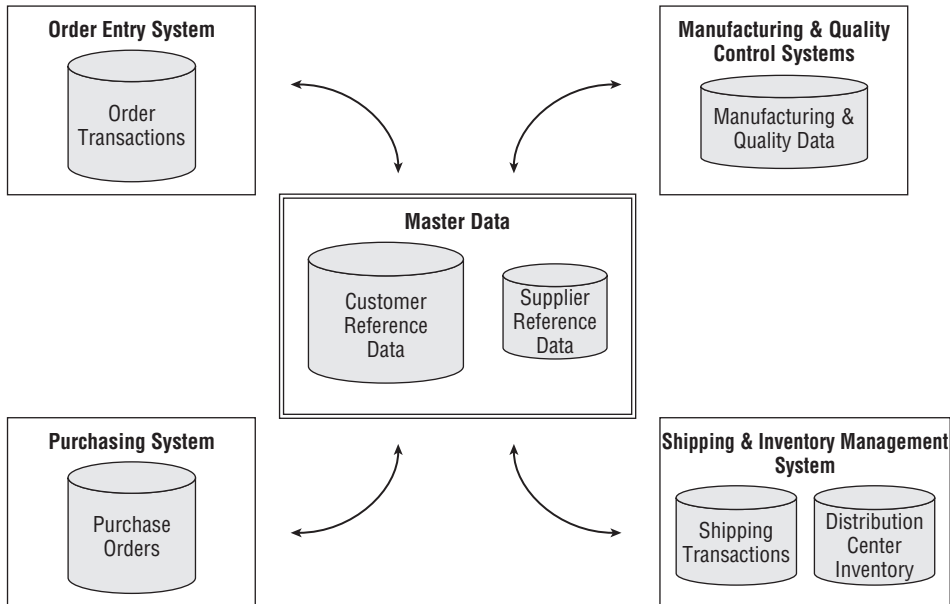 Order Entry System
Order
Transactions
Manufacturing & Quality
Control Systems
Manufacturing &
Quality Data
Master Data
Customer
Reference
Data
Supplier
Reference
Data
Purchasing System
Purchase
Orders
Shipping & Inventory Management
System
Shipping
Transactions
Distribution
Center
Inventory